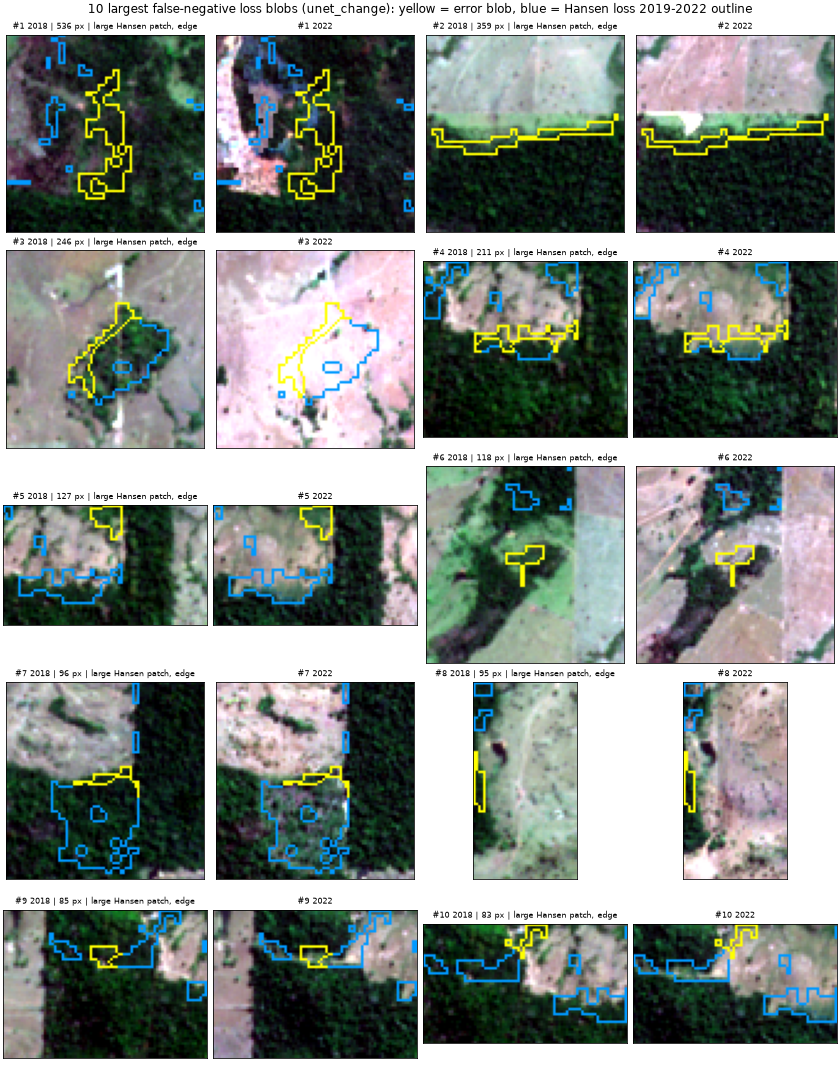 10 largest false-negative loss blobs (unet_change): yellow = error blob, blue = Hansen loss 2019-2022 outline
#1 2018 | 536 px | large Hansen patch, edge
#1 2022
#2 2018 | 359 px | large Hansen patch, edge
#2 2022
#3 2018 | 246 px | large Hansen patch, edge
#3 2022
#4 2018 | 211 px | large Hansen patch, edge
#4 2022
#5 2018 | 127 px | large Hansen patch, edge
#5 2022
#6 2018 | 118 px | large Hansen patch, edge
#6 2022
#7 2018 | 96 px | large Hansen patch, edge
#7 2022
#8 2018 | 95 px | large Hansen patch, edge
#8 2022
#9 2018 | 85 px | large Hansen patch, edge
#9 2022
#10 2018 | 83 px | large Hansen patch, edge
#10 2022